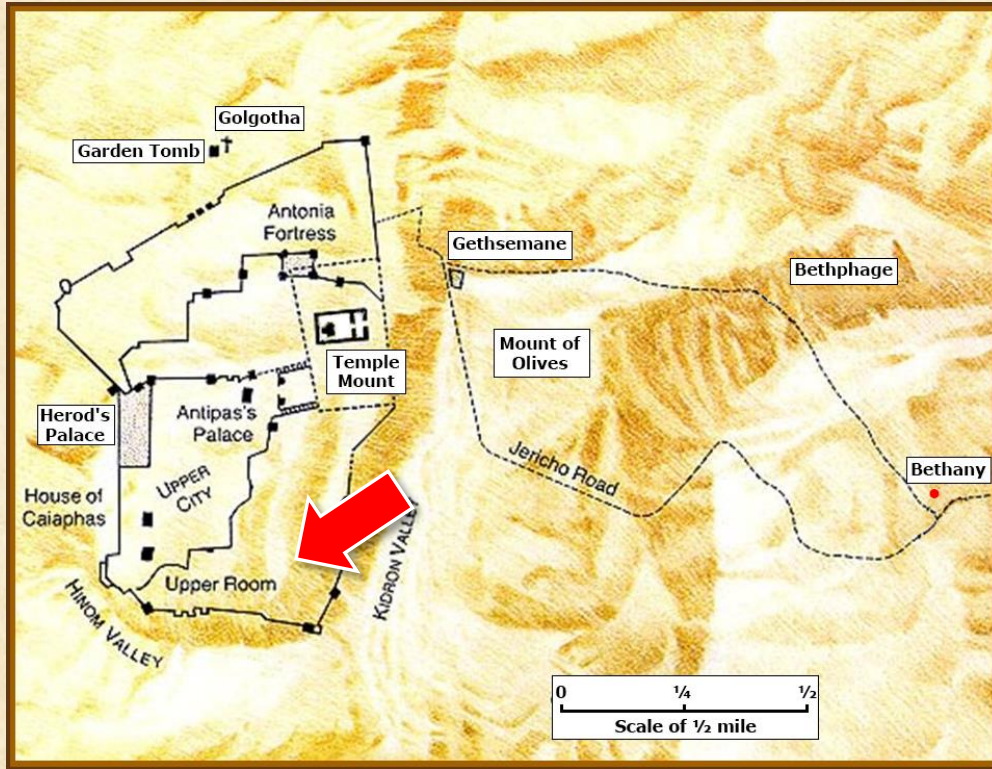 Golgotha
Garden Tomb
Antonia
Fortress
Gethsemane
Bethphage
Mount of
Olives
Temple
Mount
Herod's
Palace
Antipas's
Palace
Jericho Road
Bethany
House of
Caiaphas
UPPER
CITY
Upper Room
KIDRON VALLEY
HINOM VALLEY
0 ¼ ½
Scale of ½ mile